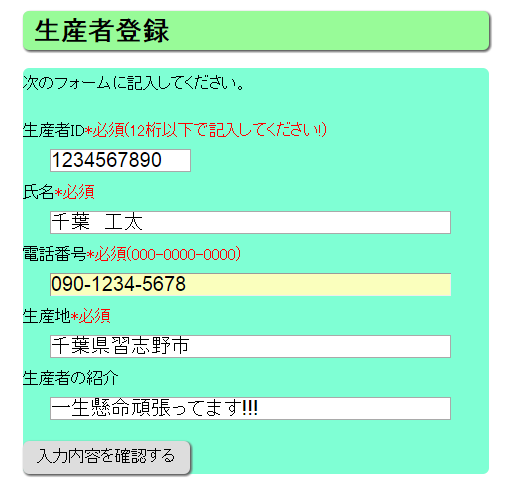 生産者登録
次のフォームに記入してください。
生産者ID*必須(12桁以下で記入してください!)
1234567890
氏名*必須
千葉　工太
電話番号*必須(000-0000-0000)
090-1234-5678
生産地*必須
千葉県習志野市
生産者の紹介
一生懸命頑張ってます!!!
入力内容を確認する